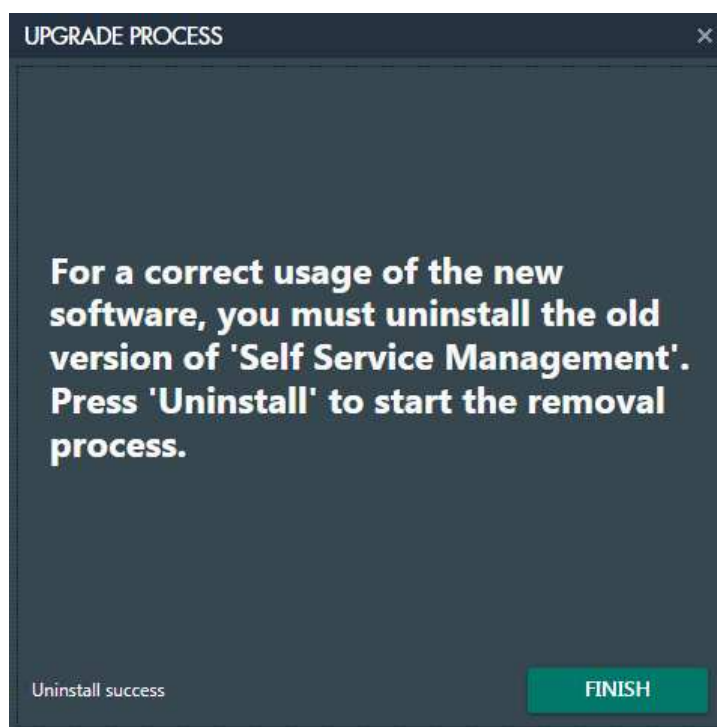 UPGRADE PROCESS
For a correct usage of the new
software, you must uninstall the old
version of 'Self Service Management'.
Press 'Uninstall' to start the removal
process.
Uninstall success
FINISH